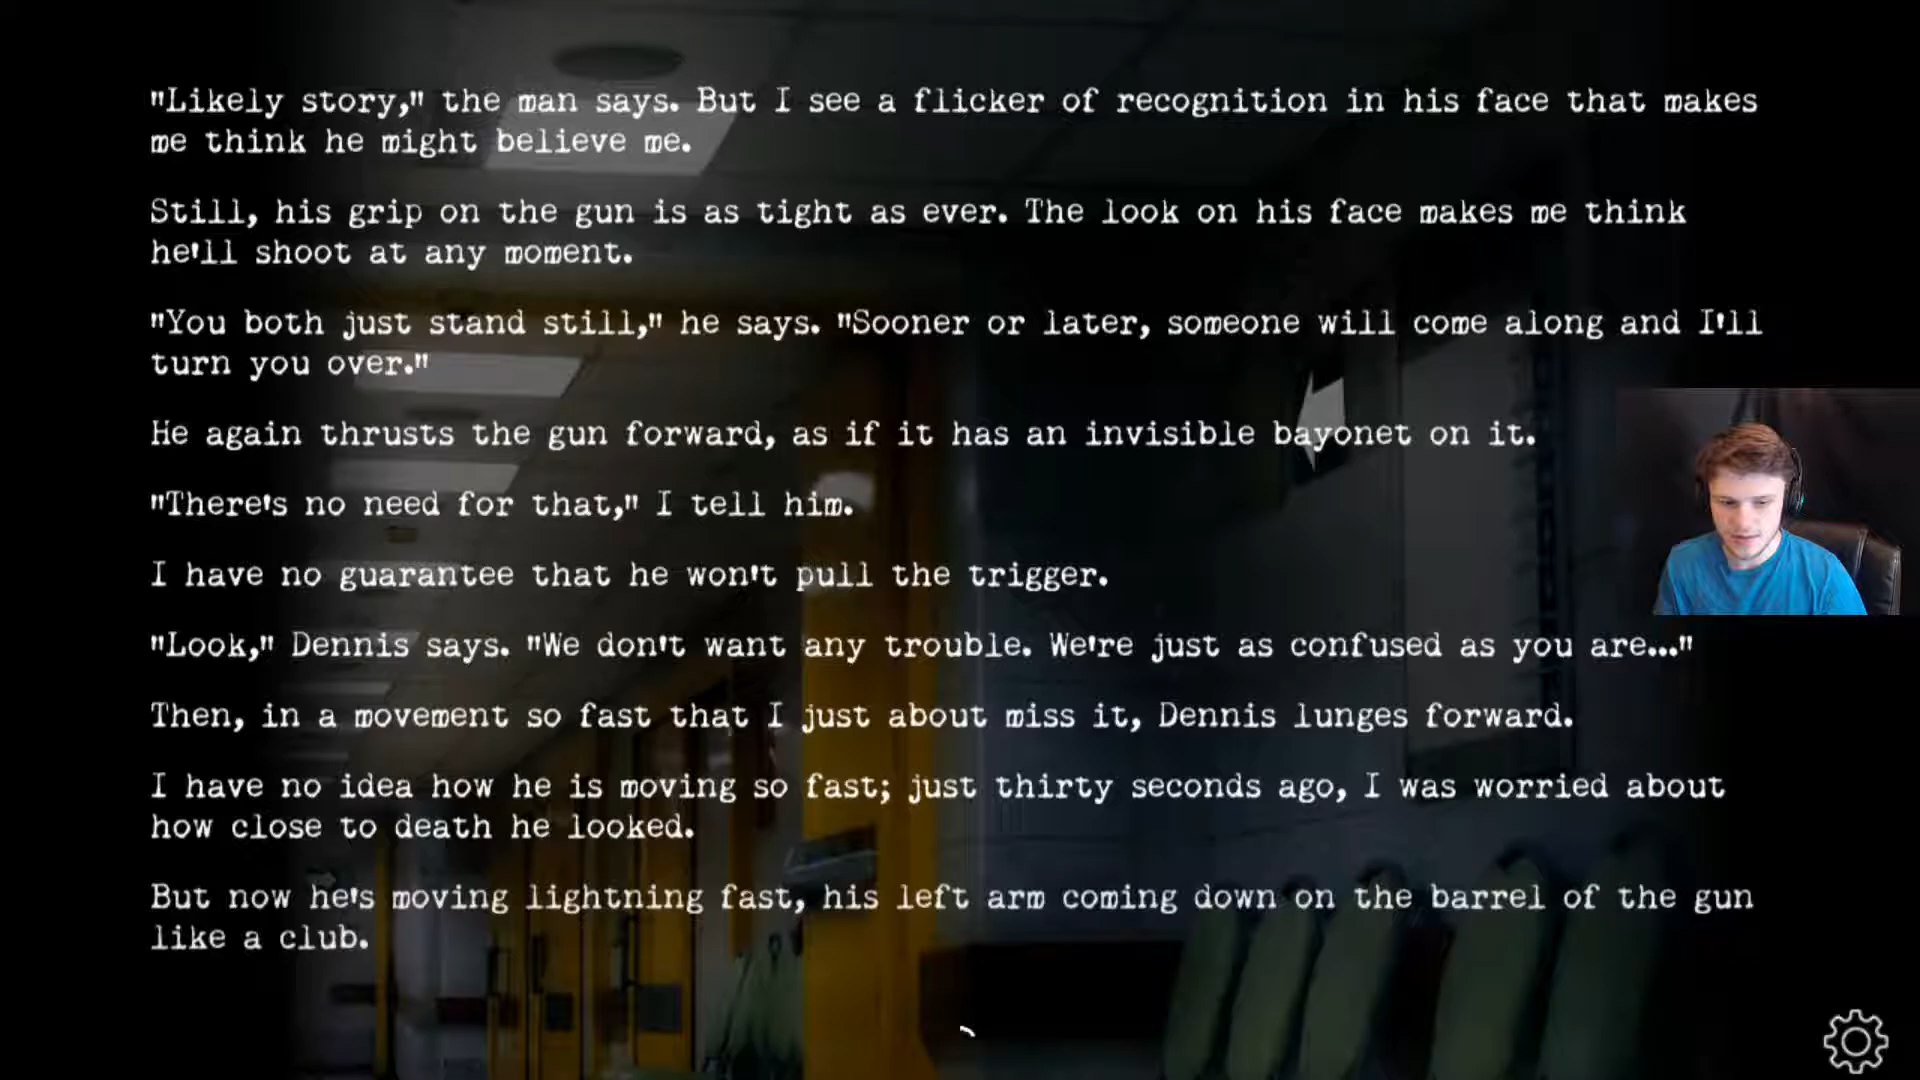 "Likely story," the man says. But I see a flicker of recognition in his face that makes
me think he might believe me.
Still, his grip on the gun is as tight as ever. The look on his face makes me think
he'll shoot at any moment.
"You both just stand still," he says. "Sooner or later, someone will come along and I'll
turn you over."
He again thrusts the gun forward, as if it has an invisible bayonet on it.
"There's no need for that," I tell him.
I have no guarantee that he won't pull the trigger.
"Look," Dennis says. "We don't want any trouble. We're just as confused as you are..."
Then, in a movement so fast that I just about miss it, Dennis lunges forward.
I have no idea how he is moving so fast; just thirty seconds ago, I was worried about
how close to death he looked.
But now he's moving lightning fast, his left arm coming down on the barrel of the gun
like a club.